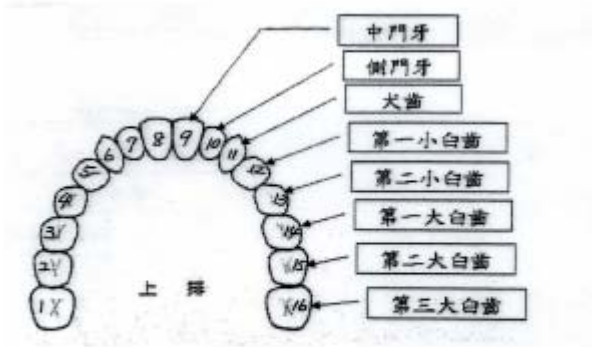 中門牙
側門牙
犬齒
第一小臼齒
第二小臼齒
第一大臼齒
第二大臼齒
第三大臼齒
8 9
7 10
6 11
5 12
4 13
3 14
2 15
1 16
上 排